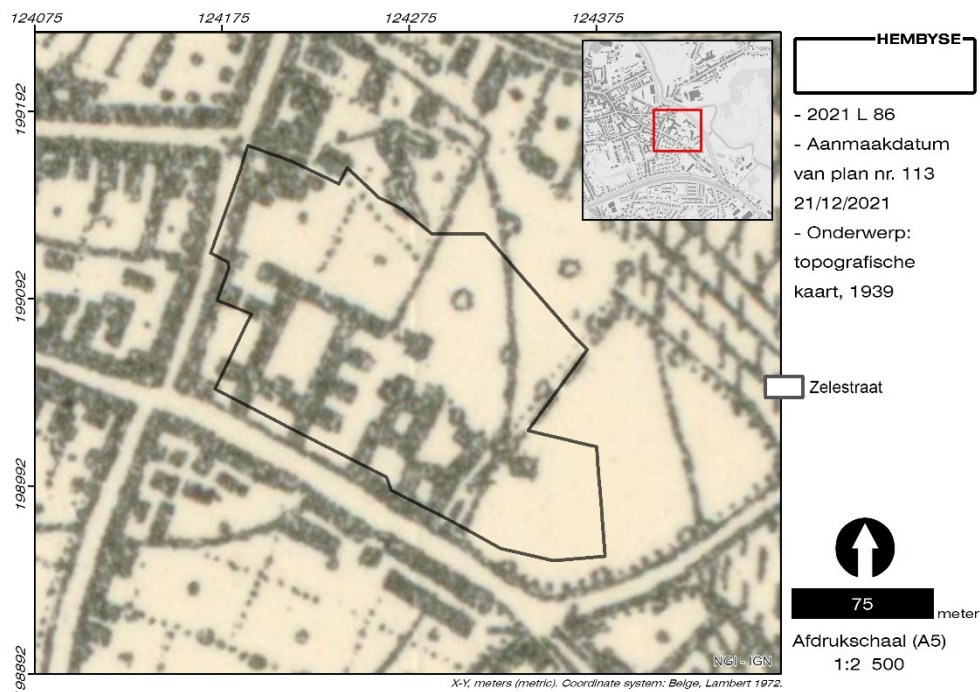 124075 124175 124275 124375
199192
199092
198992
198892
HEMBYSE
- 2021 L 86
- Aanmaakdatum
van plan nr. 113
21/12/2021
- Onderwerp:
topografische
kaart, 1939
Zelestraat
75 meter
Afdrukschaal (A5)
1:2 500
NGI - IGN
X-Y, meters (metric). Coordinate system: Belge, Lambert 1972.